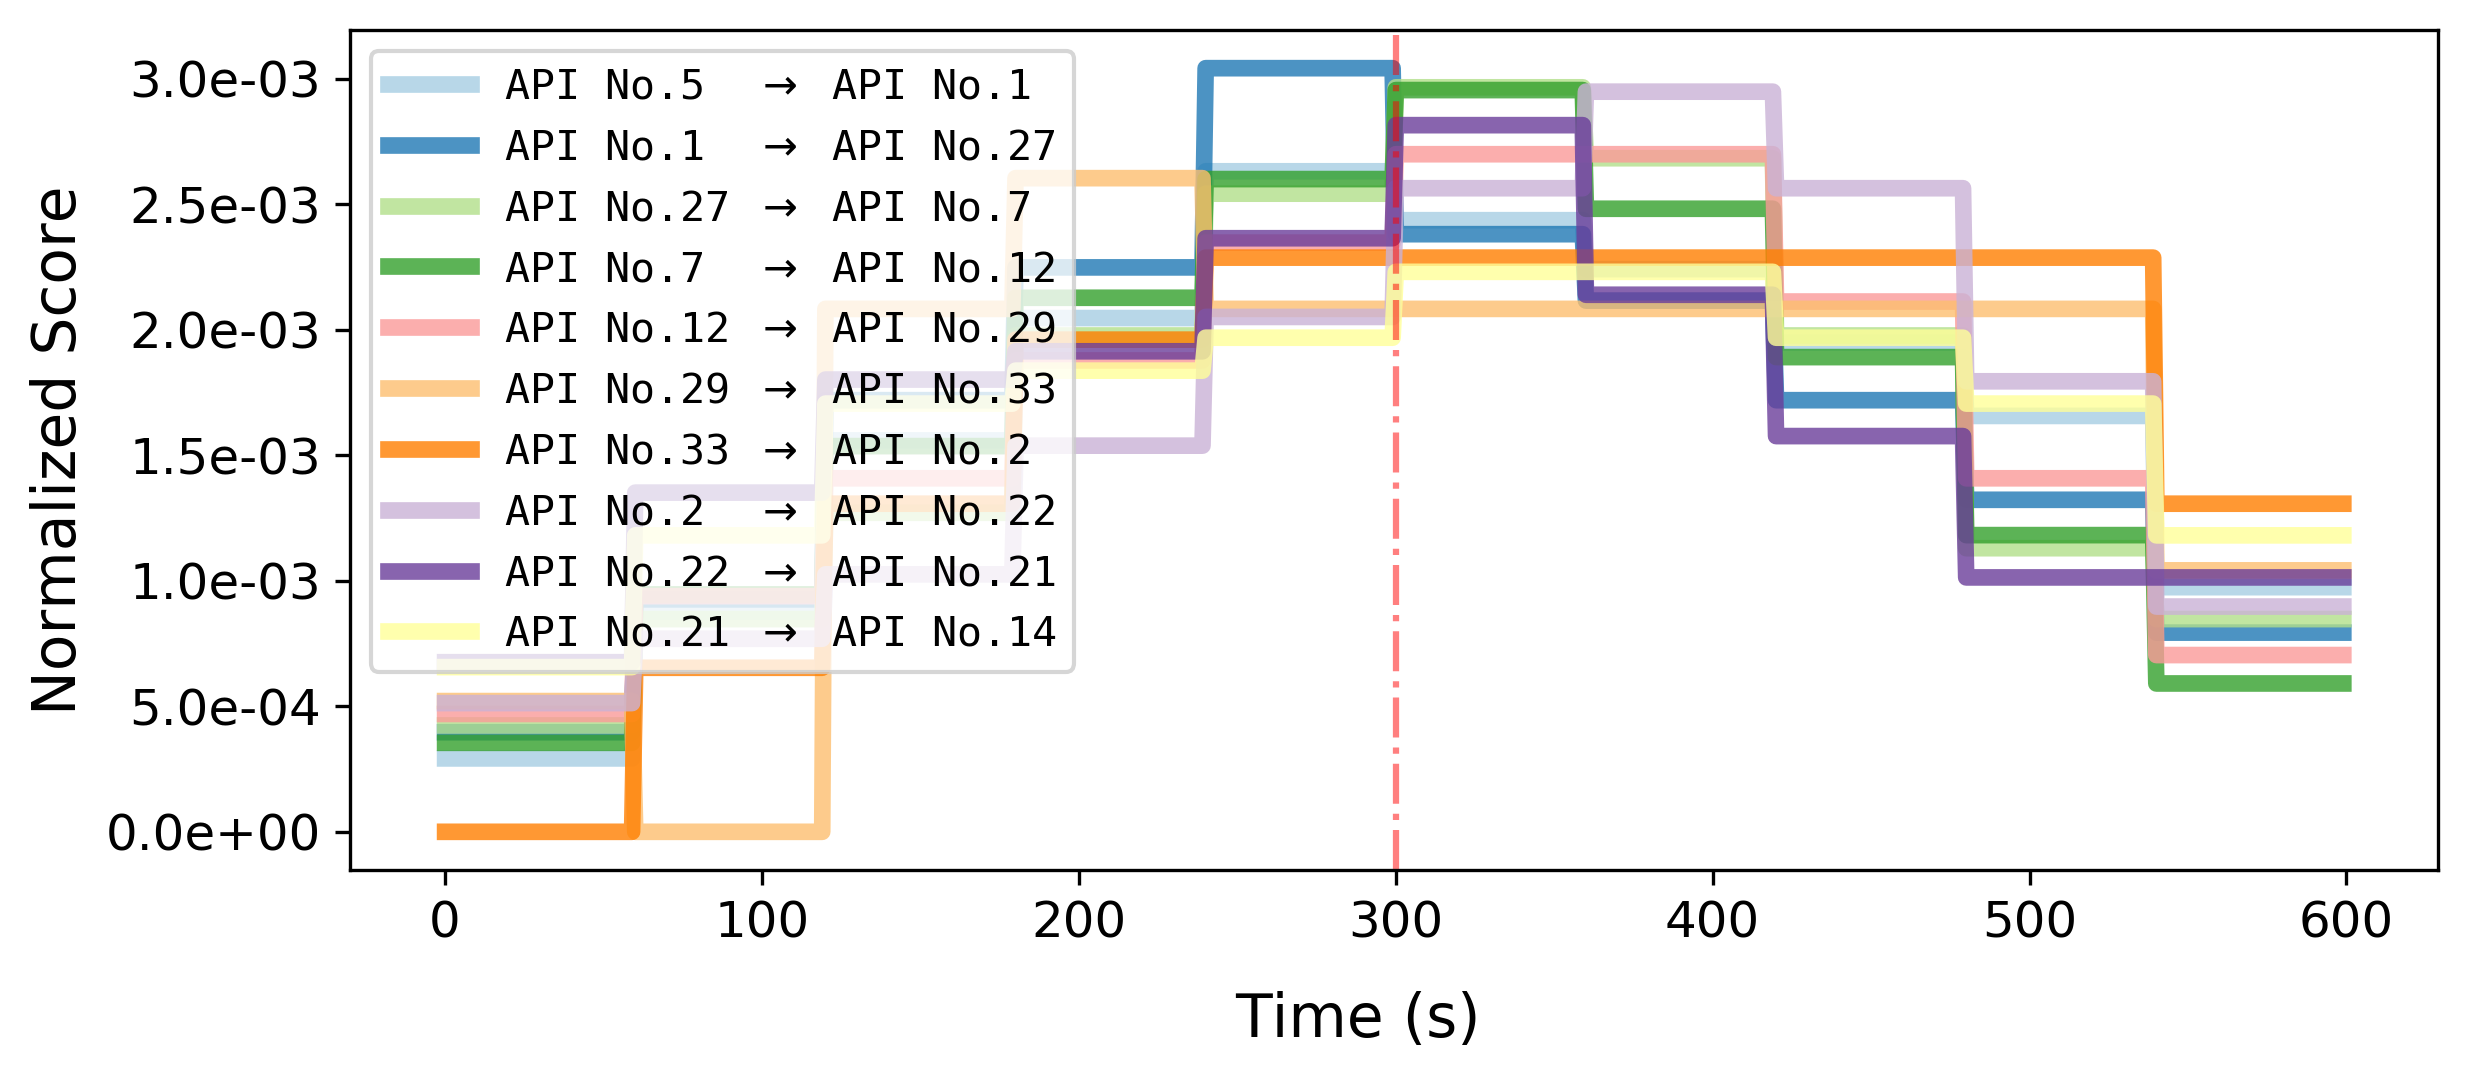 Normalized Score
3.0e-03
2.5e-03
2.0e-03
1.5e-03
1.0e-03
5.0e-04
0.0e+00
API No.5 → API No.1
API No.1 → API No.27
API No.27 → API No.7
API No.7 → API No.12
API No.12 → API No.29
API No.29 → API No.33
API No.33 → API No.2
API No.2 → API No.22
API No.22 → API No.21
API No.21 → API No.14
0 100 200 300 400 500 600
Time (s)